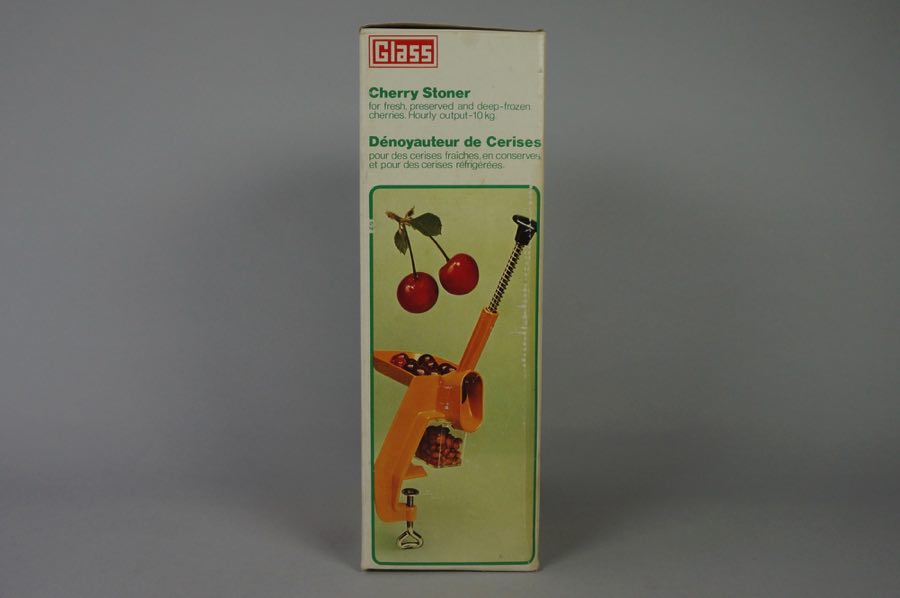 Glass
Cherry Stoner
for fresh, preserved and deep-frozen
cherries. Hourly output-10 kg.
Dénoyauteur de Cerises
pour des cerises fraîches, en conserves,
et pour des cerises réfrigérées.